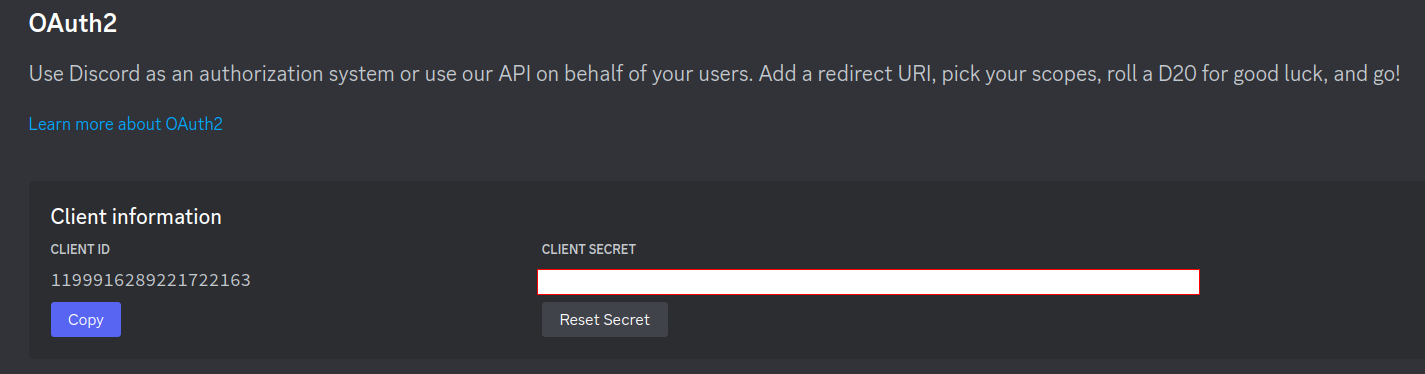 OAuth2
Use Discord as an authorization system or use our API on behalf of your users. Add a redirect URI, pick your scopes, roll a D20 for good luck, and go!
Learn more about OAuth2
Client information
CLIENT ID
CLIENT SECRET
1199916289221722163
Copy
Reset Secret